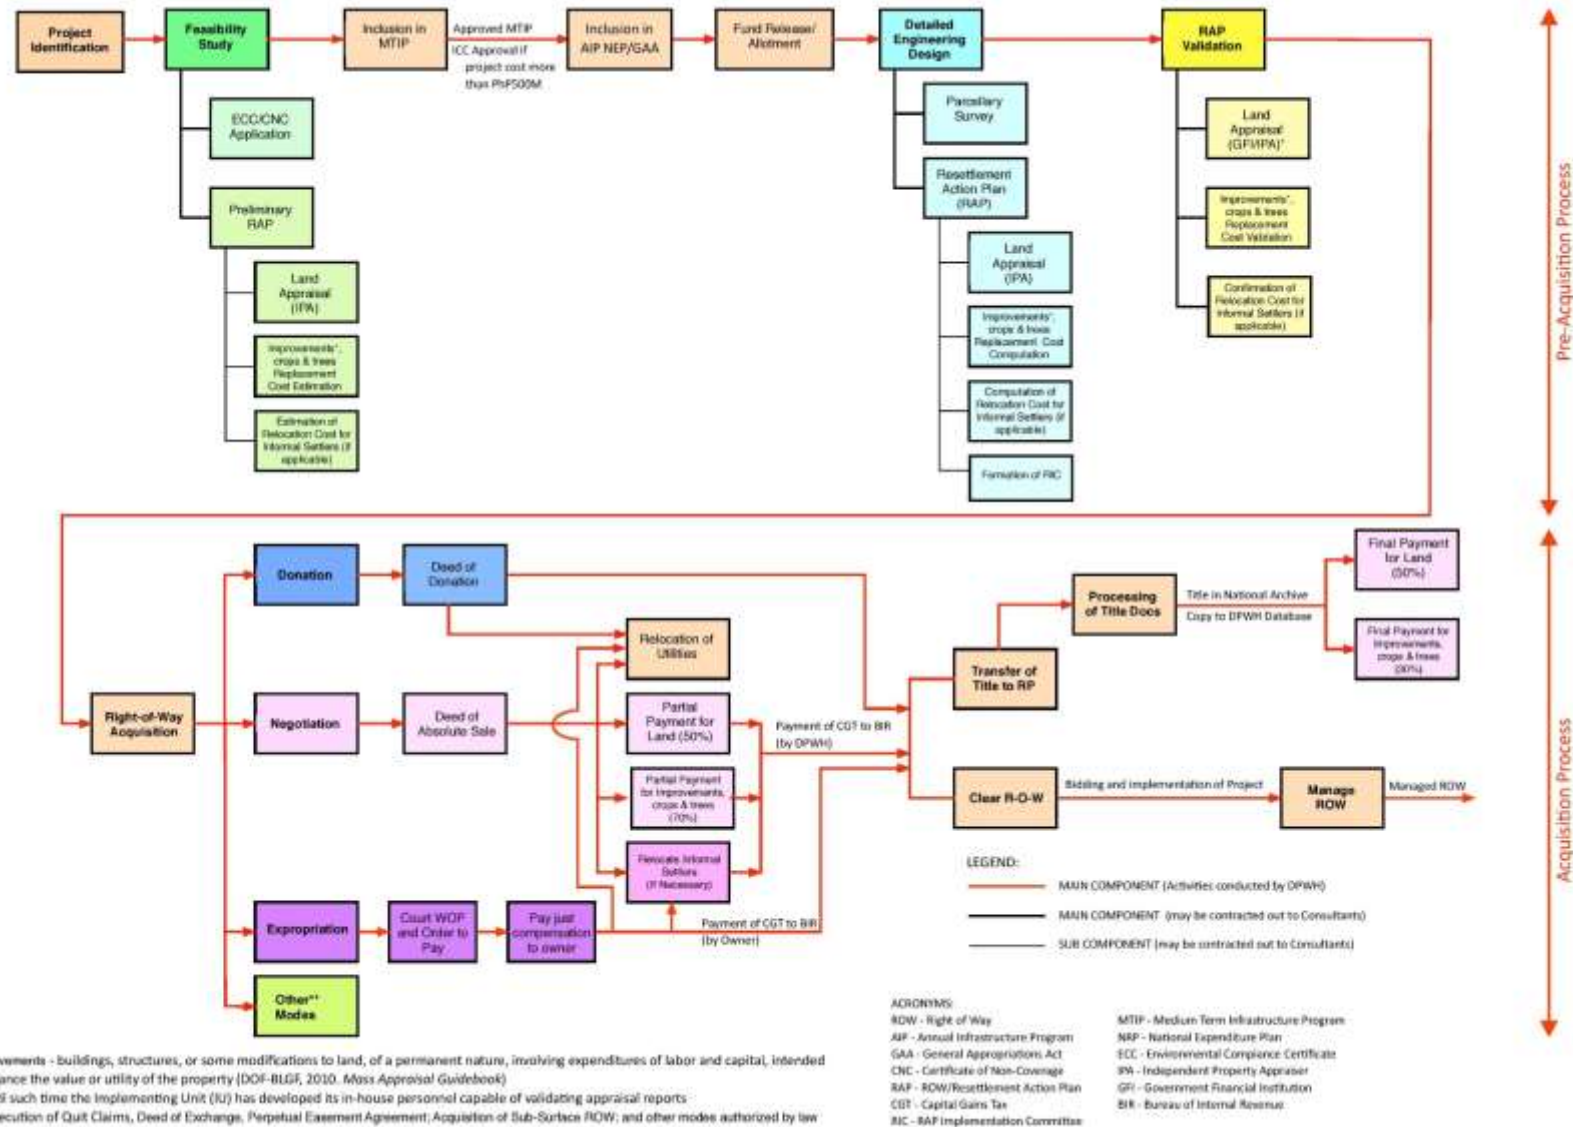 Project
Identification
Feasibility
Study
Inclusion in
MTIP
Approved MTIP
ICC Approval if
project cost more
than PhP500M
Inclusion in
AIP NEP/GAA
Fund Release/
Allotment
Detailed
Engineering
Design
RAP
Validation
ECC/CNC
Application
Preliminary
RAP
Land
Appraisal
(IPA)
Improvements*,
crops & trees
Replacement
Cost Estimation
Estimation of
Relocation Cost for
Informal Settlers (if
applicable)
Parcellary
Survey
Resettlement
Action Plan
(RAP)
Land
Appraisal
(IPA)
Improvements*,
crops & trees
Replacement Cost
Computation
Computation of
Relocation Cost for
Informal Settlers (if
applicable)
Formation of RIC
Land
Appraisal
(GFI/IPA)*
Improvements*,
crops & trees
Replacement
Cost Validation
Confirmation of
Relocation Cost for
Informal Settlers (if
applicable)
Pre-Acquisition Process
Right-of-Way
Acquisition
Donation
Deed of
Donation
Negotiation
Deed of
Absolute Sale
Expropriation
Court WOP
and Order to
Pay
Pay just
compensation
to owner
Other**
Modes
Relocation of
Utilities
Partial
Payment for
Land (50%)
Partial Payment
for Improvements,
crops & trees
(70%)
Relocate Informal
Settlers
(If Necessary)
Payment of CGT to BIR
(by DPWH)
Payment of CGT to BIR
(by Owner)
Transfer of
Title to RP
Processing
of Title Docs
Title in National Archive
Copy to DPWH Database
Final Payment
for Land
(50%)
Final Payment for
Improvements,
crops & trees
(30%)
Clear R-O-W
Bidding and implementation of Project
Manage
ROW
Managed ROW
Acquisition Process
LEGEND:
MAIN COMPONENT (Activities conducted by DPWH)
MAIN COMPONENT (may be contracted out to Consultants)
SUB COMPONENT (may be contracted out to Consultants)
ACRONYMS:
ROW - Right of Way
AIP - Annual Infrastructure Program
GAA - General Appropriations Act
CNC - Certificate of Non-Coverage
RAP - ROW/Resettlement Action Plan
CGT - Capital Gains Tax
RIC - RAP Implementation Committee
MTIP - Medium Term Infrastructure Program
NRP - National Expenditure Plan
ECC - Environmental Compiance Certificate
IPA - Independent Property Appraiser
GFI - Government Financial Institution
BIR - Bureau of Internal Revenue
vements - buildings, structures, or some modifications to land, of a permanent nature, involving expenditures of labor and capital, intended
ance the value or utility of the property (DOF-BLGF, 2010. Mass Appraisal Guidebook)
il such time the Implementing Unit (IU) has developed its in-house personnel capable of validating appraisal reports
ecution of Quit Claims, Deed of Exchange, Perpetual Easement Agreement; Acquisition of Sub-Surface ROW; and other modes authorized by law